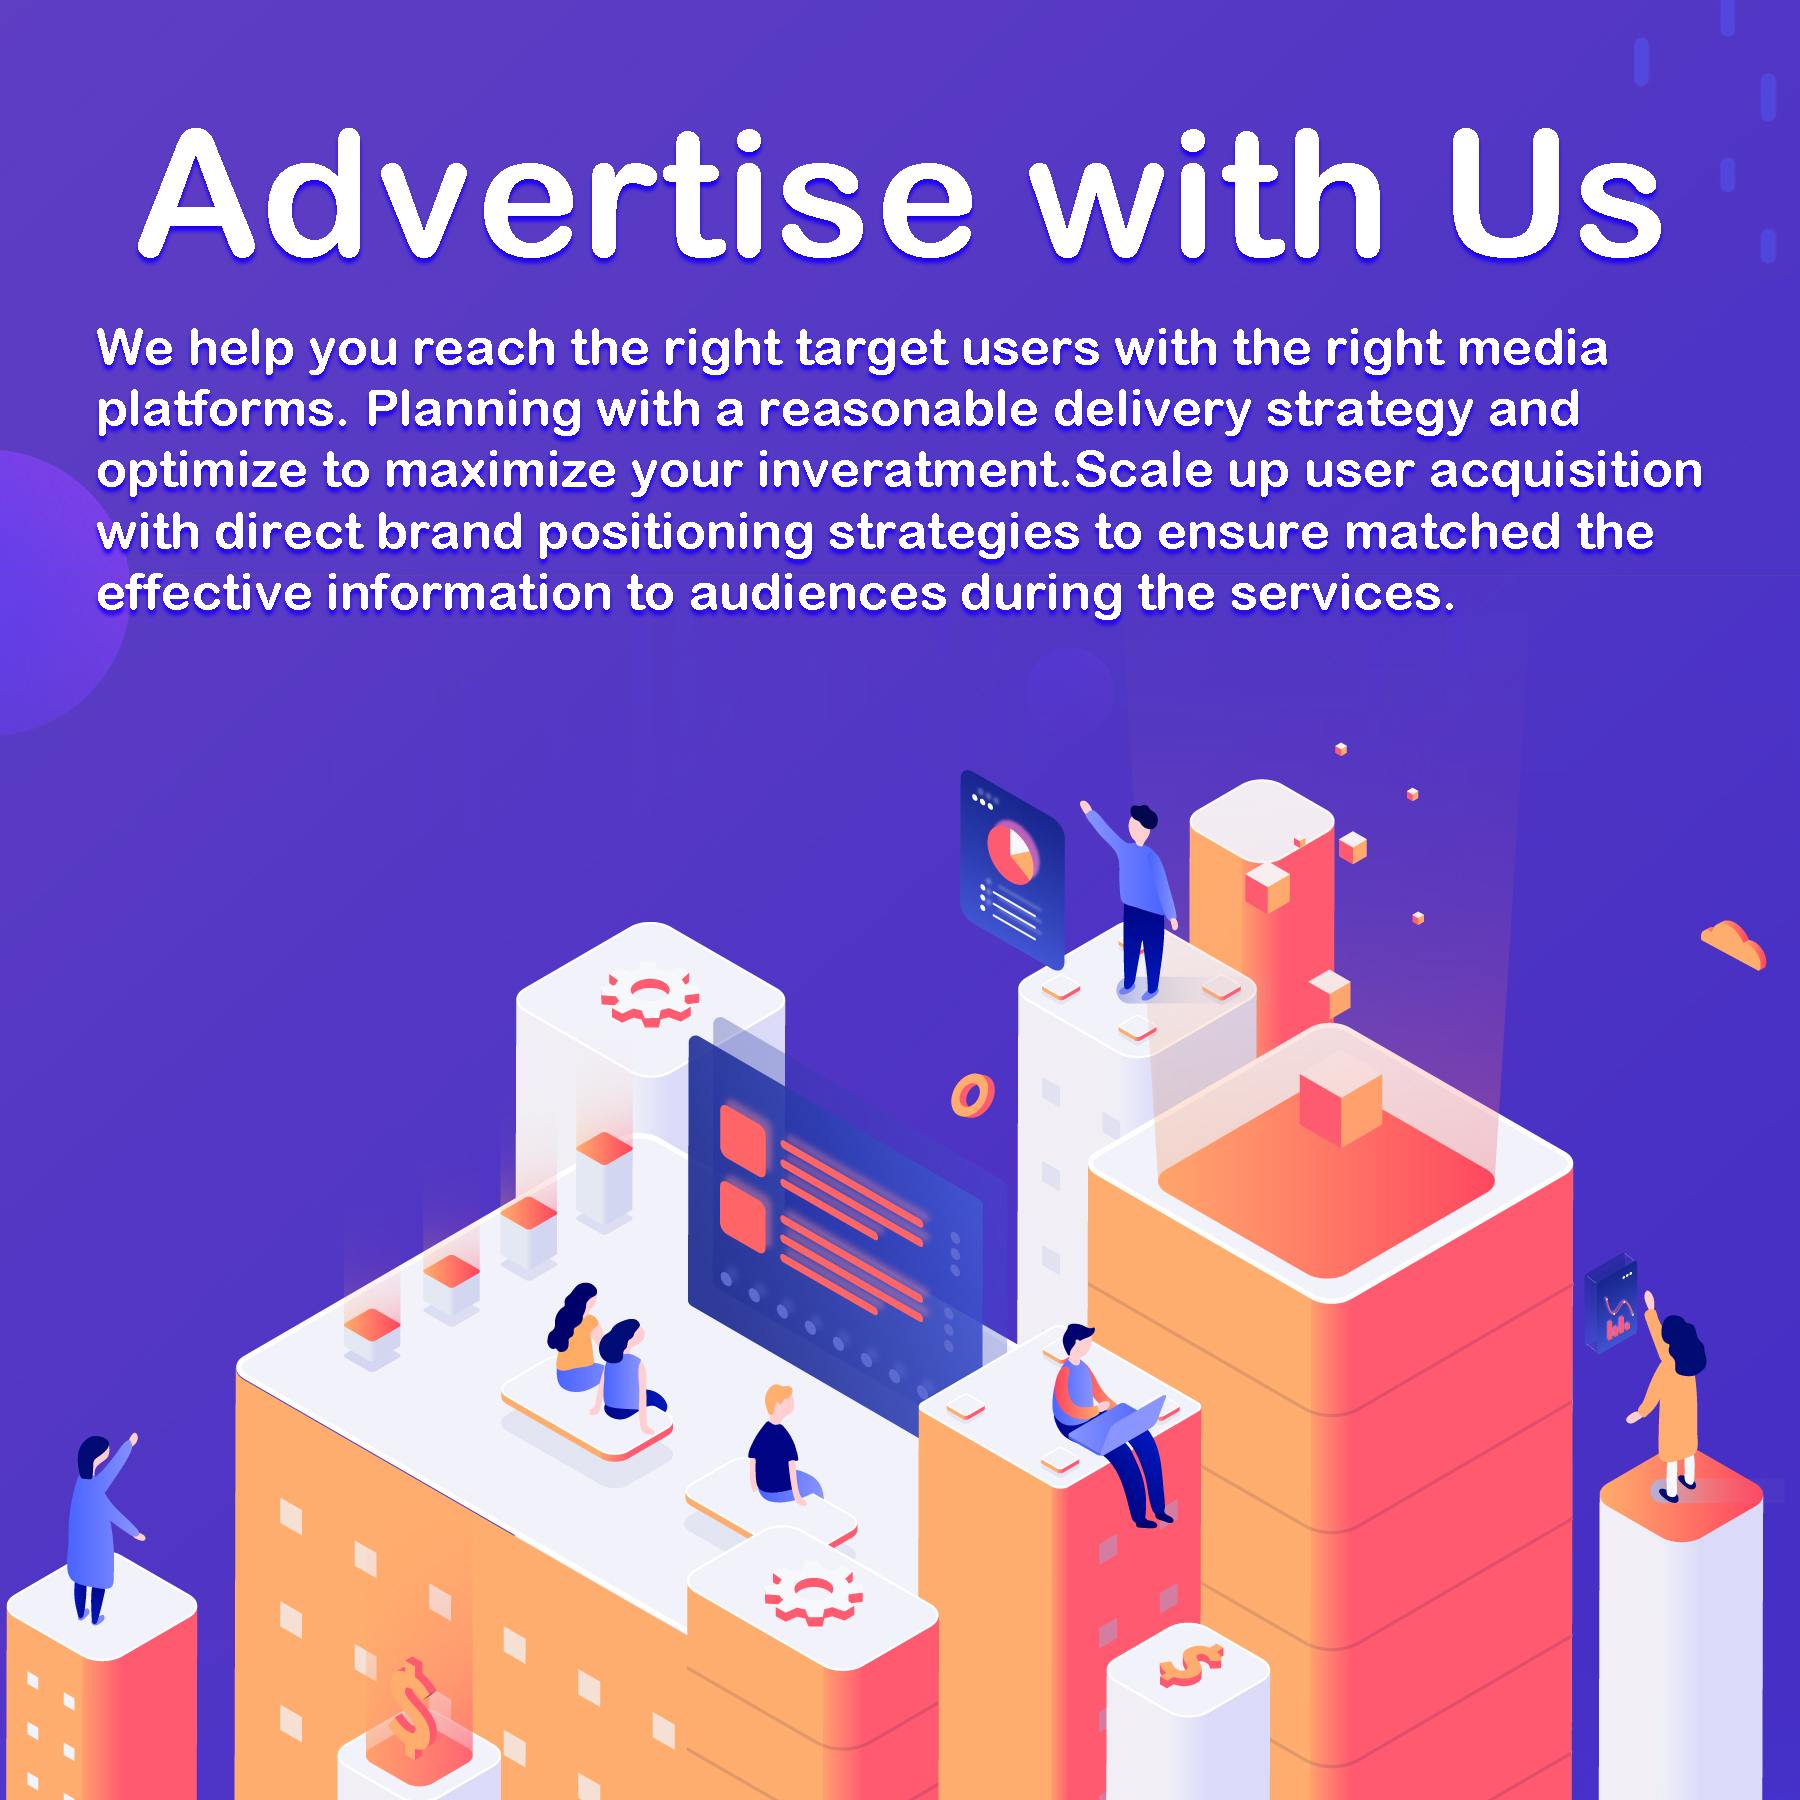 Advertise with Us
We help you reach the right target users with the right media
platforms. Planning with a reasonable delivery strategy and
optimize to maximize your inveratment.Scale up user acquisition
with direct brand positioning strategies to ensure matched the
effective information to audiences during the services.
$
$